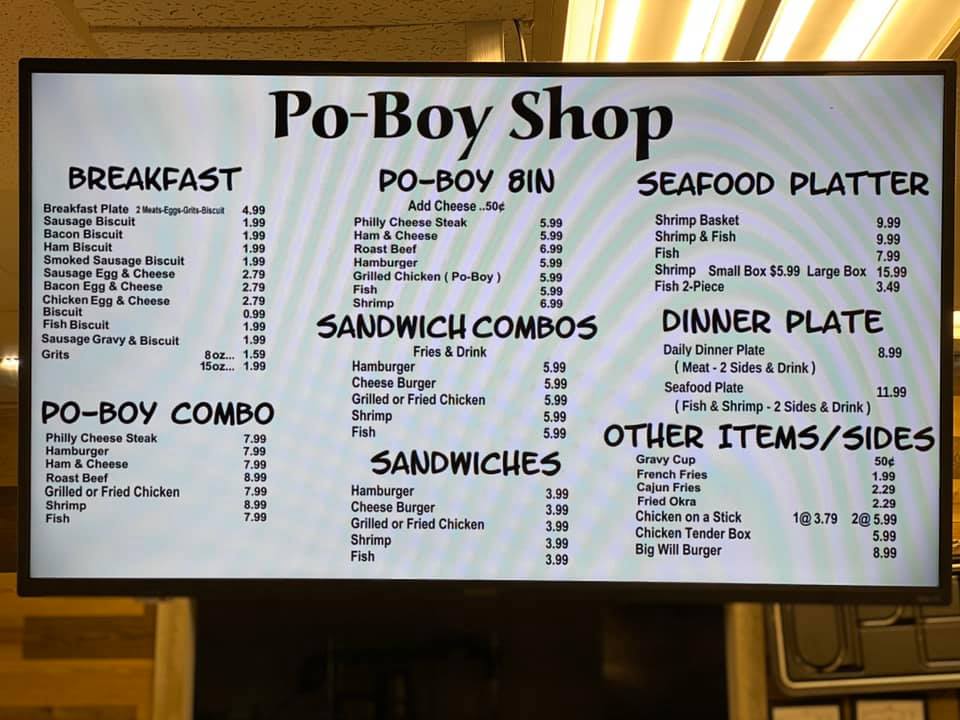 Po-Boy Shop
BREAKFAST
Breakfast Plate 2 Meats-Eggs-Grits-Biscuit 4.99
Sausage Biscuit 1.99
Bacon Biscuit 1.99
Ham Biscuit 1.99
Smoked Sausage Biscuit 1.99
Sausage Egg & Cheese 2.79
Bacon Egg & Cheese 2.79
Chicken Egg & Cheese 2.79
Biscuit 0.99
Fish Biscuit 1.99
Sausage Gravy & Biscuit 1.99
Grits 8 oz... 1.59
15oz... 1.99
PO-BOY COMBO
Philly Cheese Steak 7.99
Hamburger 7.99
Ham & Cheese 7.99
Roast Beef 8.99
Grilled or Fried Chicken 7.99
Shrimp 8.99
Fish 7.99
PO-BOY 8IN
Add Cheese ..50¢
Philly Cheese Steak 5.99
Ham & Cheese 5.99
Roast Beef 6.99
Hamburger 5.99
Grilled Chicken ( Po-Boy ) 5.99
Fish 5.99
Shrimp 6.99
SANDWICH COMBOS
Fries & Drink
Hamburger 5.99
Cheese Burger 5.99
Grilled or Fried Chicken 5.99
Shrimp 5.99
Fish 5.99
SANDWICHES
Hamburger 3.99
Cheese Burger 3.99
Grilled or Fried Chicken 3.99
Shrimp 3.99
Fish 3.99
SEAFOOD PLATTER
Shrimp Basket 9.99
Shrimp & Fish 9.99
Fish 7.99
Shrimp Small Box $5.99 Large Box 15.99
Fish 2-Piece 3.49
DINNER PLATE
Daily Dinner Plate 8.99
( Meat - 2 Sides & Drink )
Seafood Plate 11.99
( Fish & Shrimp - 2 Sides & Drink )
OTHER ITEMS/SIDES
Gravy Cup 50¢
French Fries 1.99
Cajun Fries 2.29
Fried Okra 2.29
Chicken on a Stick 1@ 3.79 2@ 5.99
Chicken Tender Box 5.99
Big Will Burger 8.99